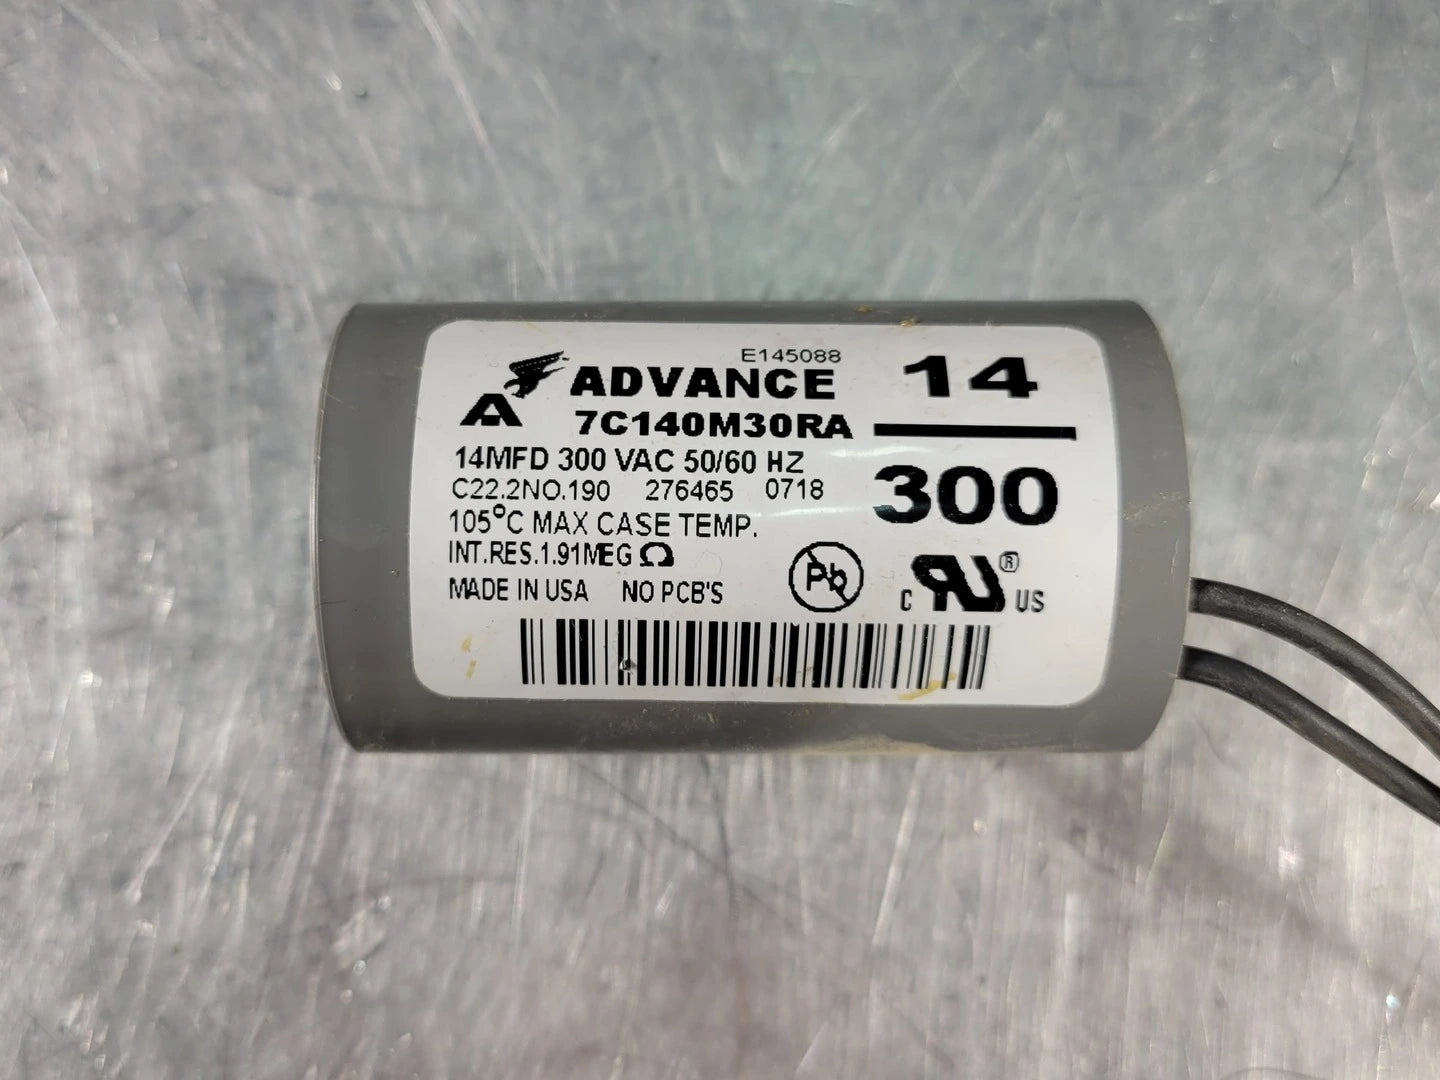 E145088
ADVANCE
7C140M30RA
14MFD 300 VAC 50/60 HZ
C22.2NO.190 276465 0718
105°C MAX CASE TEMP.
INT.RES.1.91MEG Ω
MADE IN USA NO PCB'S
14
300
Pb
C RU® US